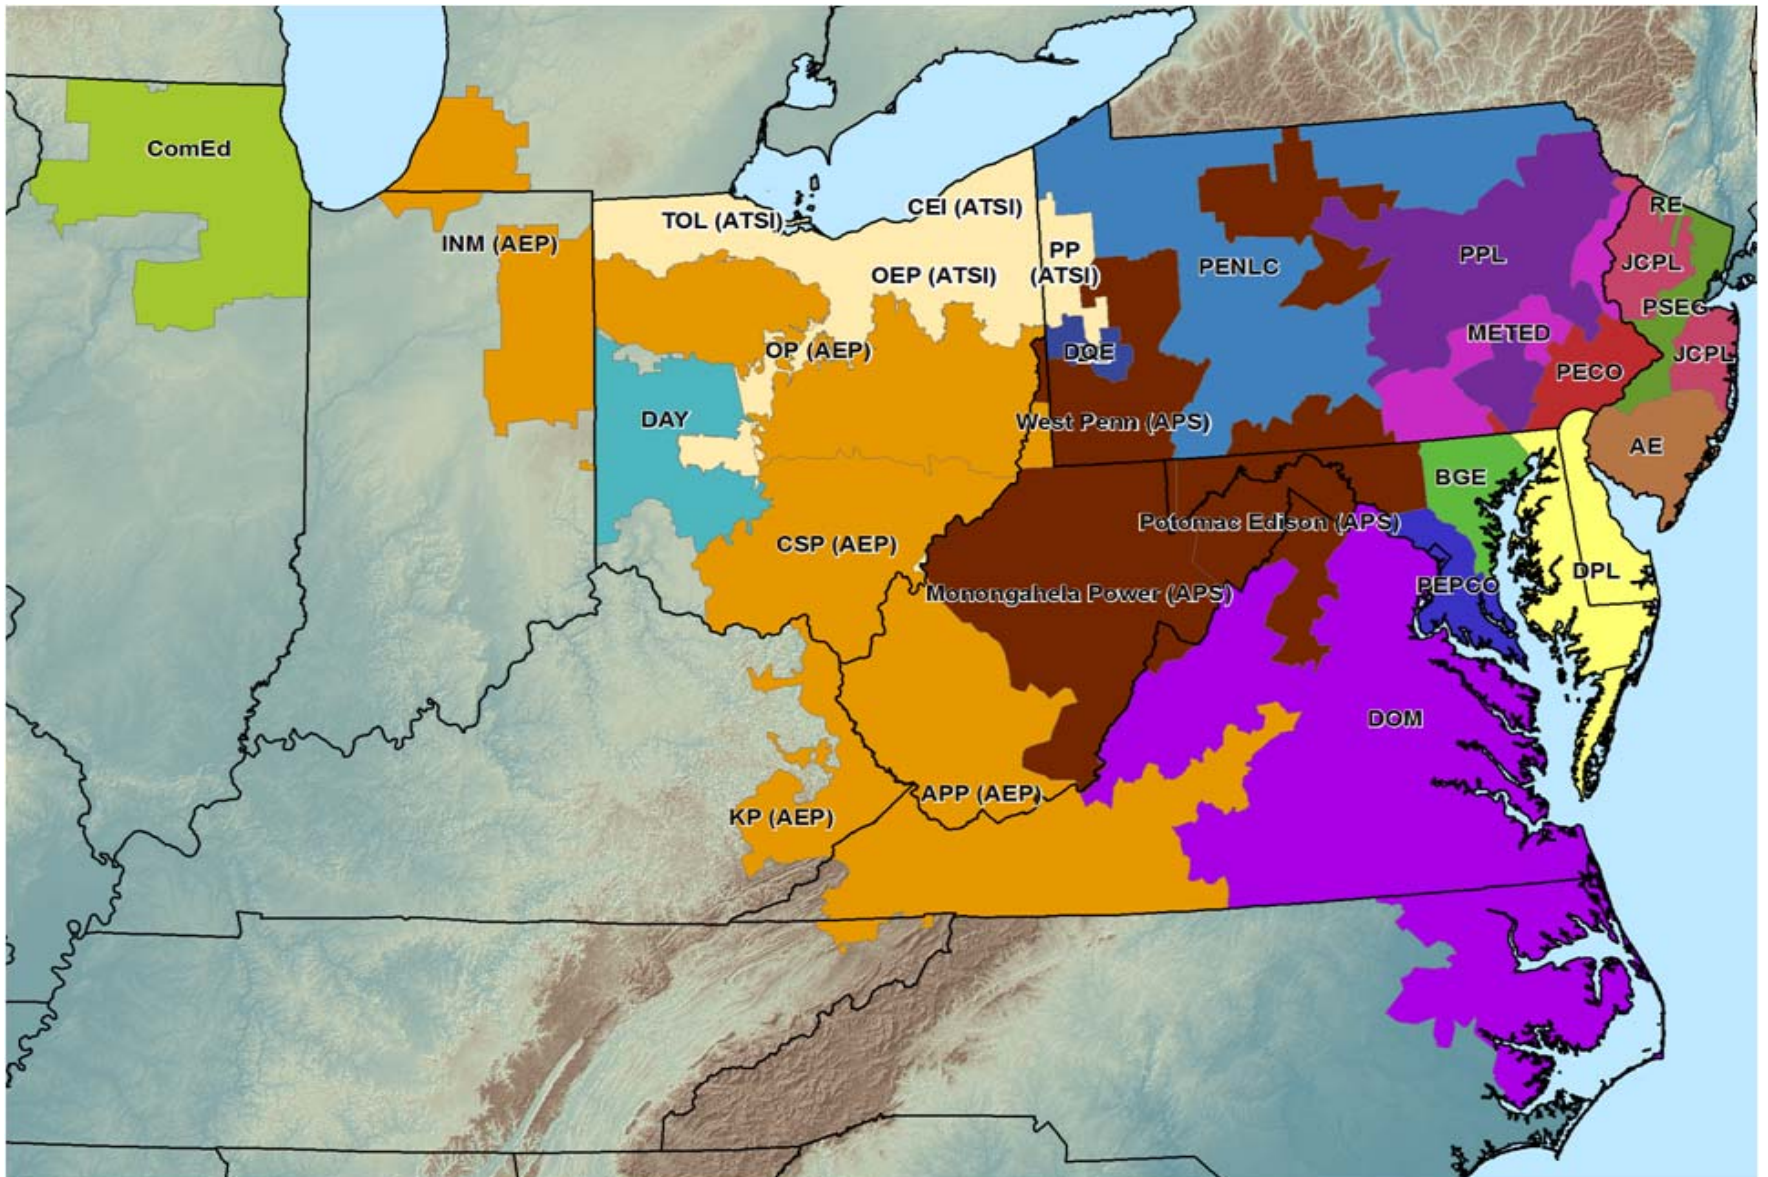 ComEd
RE
TOL (ATSI)
CEI (ATSI)
INM (AEP)
PP
(ATSI)
OEP (ATSI)
PENLC
PPL
JCPL
PSEG
METED
OP (AEP)
DQE
JCPL
PECO
DAY
West Penn (APS)
AE
BGE
Potomac Edison (APS)
CSP (AEP)
DPL
PEPCO
Monongahela Power (APS)
DOM
APP (AEP)
KP (AEP)